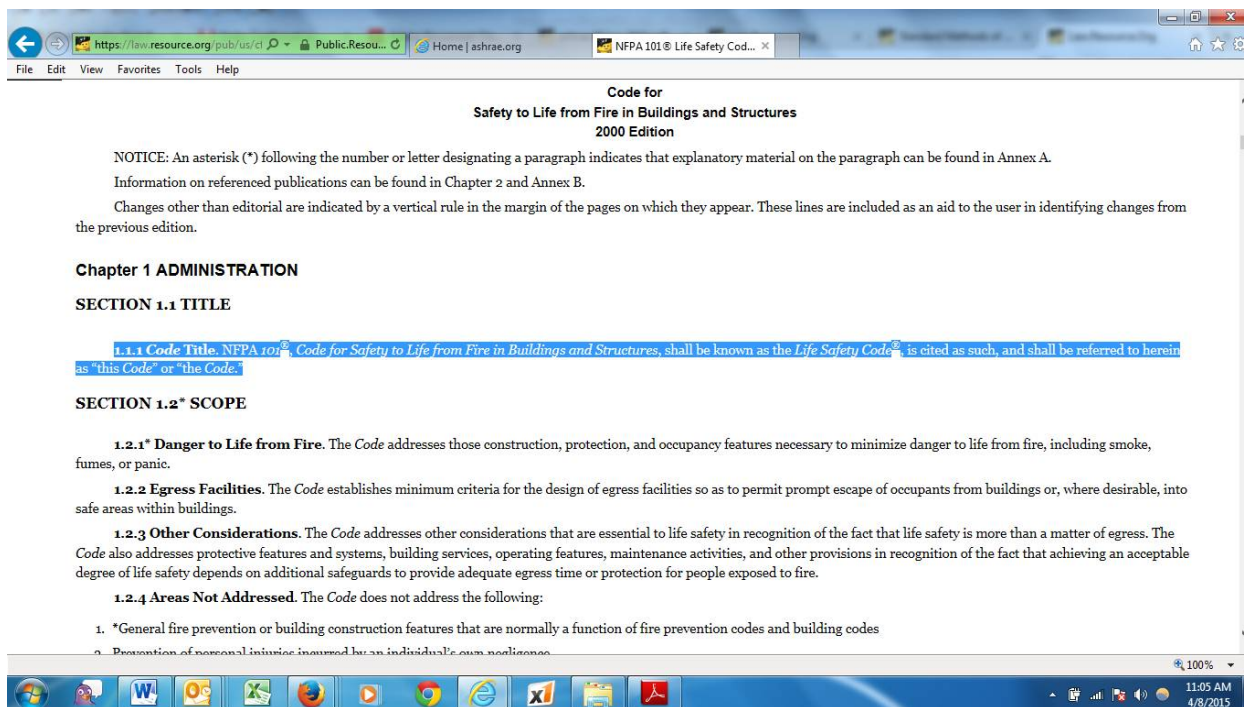 https://law.resource.org/pub/us/cf
Public.Resou...
Home | ashrae.org
NFPA 101® Life Safety Cod...
File Edit View Favorites Tools Help
Code for
Safety to Life from Fire in Buildings and Structures
2000 Edition
NOTICE: An asterisk (*) following the number or letter designating a paragraph indicates that explanatory material on the paragraph can be found in Annex A.
Information on referenced publications can be found in Chapter 2 and Annex B.
Changes other than editorial are indicated by a vertical rule in the margin of the pages on which they appear. These lines are included as an aid to the user in identifying changes from
the previous edition.
Chapter 1 ADMINISTRATION
SECTION 1.1 TITLE
1.1.1 Code Title. NFPA 101®, Code for Safety to Life from Fire in Buildings and Structures, shall be known as the Life Safety Code®, is cited as such, and shall be referred to herein
as “this Code” or “the Code.”
SECTION 1.2* SCOPE
1.2.1* Danger to Life from Fire. The Code addresses those construction, protection, and occupancy features necessary to minimize danger to life from fire, including smoke,
fumes, or panic.
1.2.2 Egress Facilities. The Code establishes minimum criteria for the design of egress facilities so as to permit prompt escape of occupants from buildings or, where desirable, into
safe areas within buildings.
1.2.3 Other Considerations. The Code addresses other considerations that are essential to life safety in recognition of the fact that life safety is more than a matter of egress. The
Code also addresses protective features and systems, building services, operating features, maintenance activities, and other provisions in recognition of the fact that achieving an acceptable
degree of life safety depends on additional safeguards to provide adequate egress time or protection for people exposed to fire.
1.2.4 Areas Not Addressed. The Code does not address the following:
1. *General fire prevention or building construction features that are normally a function of fire prevention codes and building codes
2. Prevention of personal injuries incurred by an individual’s own negligence
100%
11:05 AM
4/8/2015